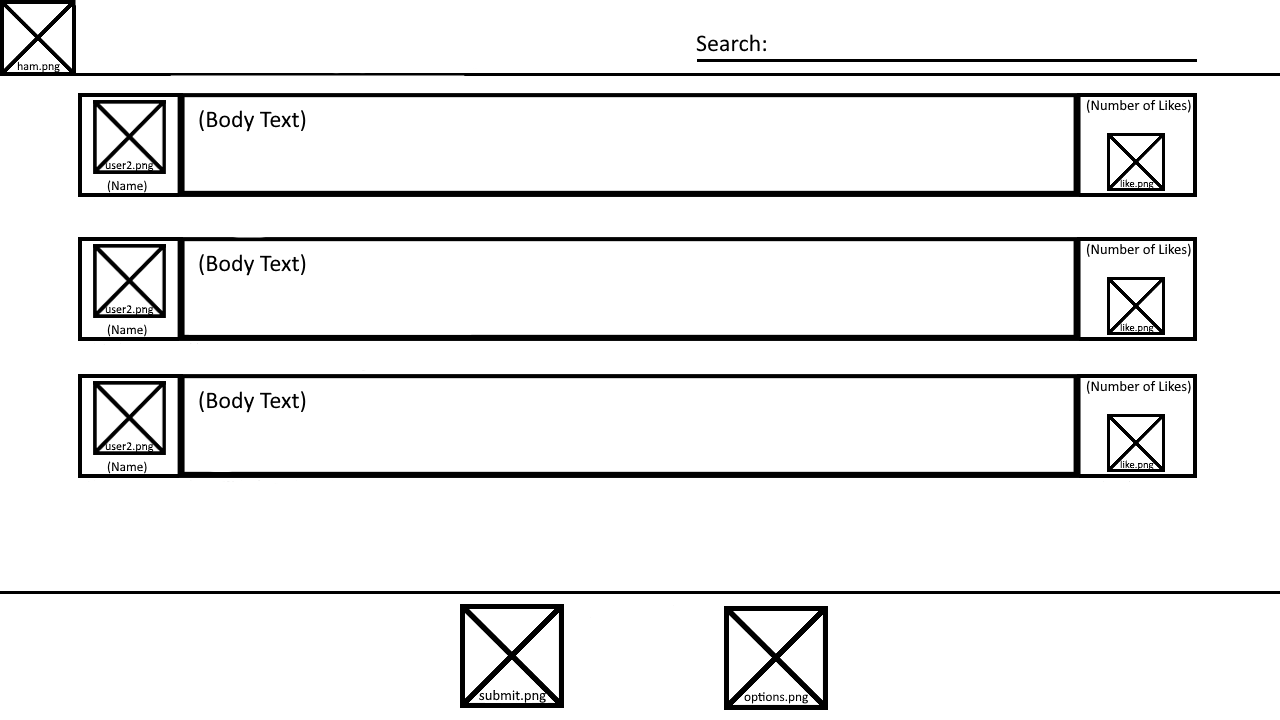 Search:
ham.png
(Body Text)
(Number of Likes)
user2.png
like.png
(Name)
(Body Text)
(Number of Likes)
user2.png
like.png
(Name)
(Body Text)
(Number of Likes)
user2.png
like.png
(Name)
submit.png
options.png